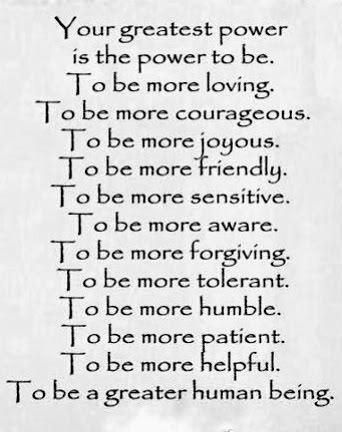 Your greatest power
is the power to be.
To be more loving.
To be more courageous.
To be more joyous.
To be more friendly.
To be more sensitive.
To be more aware.
To be more forgiving.
To be more tolerant.
To be more humble.
To be more patient.
To be more helpful.
To be a greater human being.